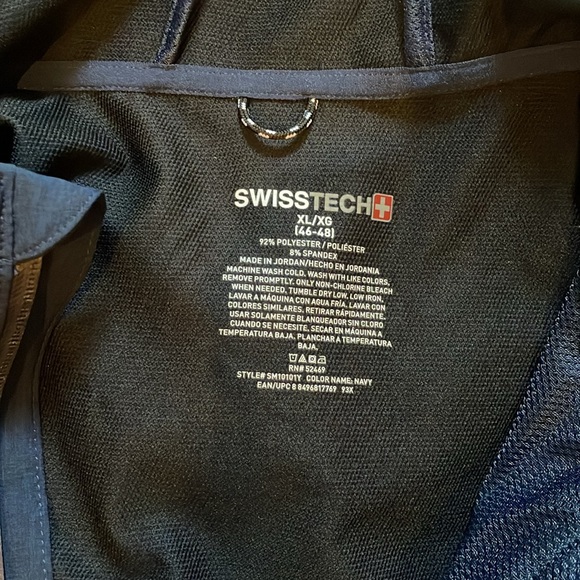 SWISSTECH
XL/XG
(46-48)
92% POLYESTER / POLIÉSTER
8% SPANDEX
MADE IN JORDAN/HECHO EN JORDANIA
MACHINE WASH COLD, WASH WITH LIKE COLORS,
REMOVE PROMPTLY. ONLY NON-CHLORINE BLEACH
WHEN NEEDED. TUMBLE DRY LOW. LOW IRON,
LAVAR A MÁQUINA CON AGUA FRÍA, LAVAR CON
COLORES SIMILARES. RETIRAR RÁPIDAMENTE.
USAR SOLAMENTE BLANQUEADOR SIN CLORO
CUANDO SE NECESITE. SECAR EN MÁQUINA A
TEMPERATURA BAJA. PLANCHAR A TEMPERATURA
BAJA.
RN# 52469
STYLE# SM10101Y COLOR NAME: NAVY
EAN/UPC 8 8496817769 93X